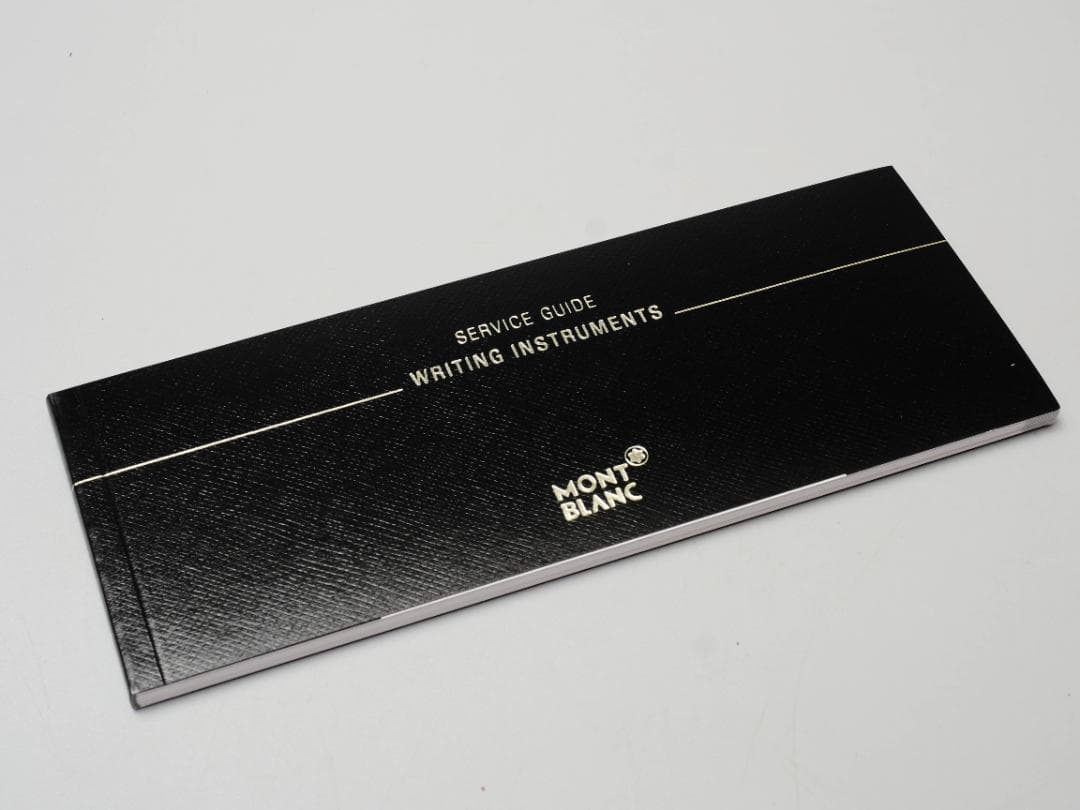 SERVICE GUIDE
WRITING INSTRUMENTS
MONT
BLANC